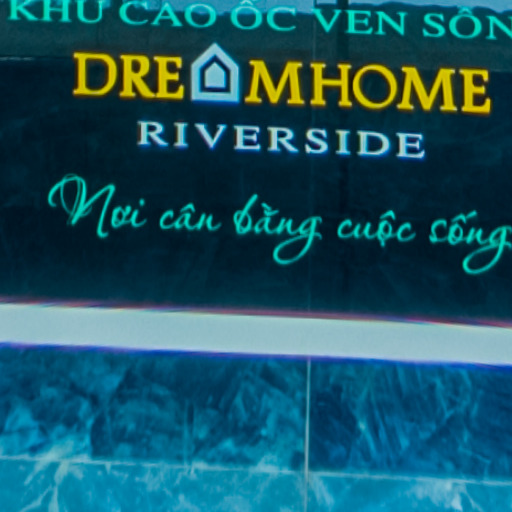 KHU CAO ỐC VEN SÔN
DREAMHOME
RIVERSIDE
Nơi cân bằng cuộc sống